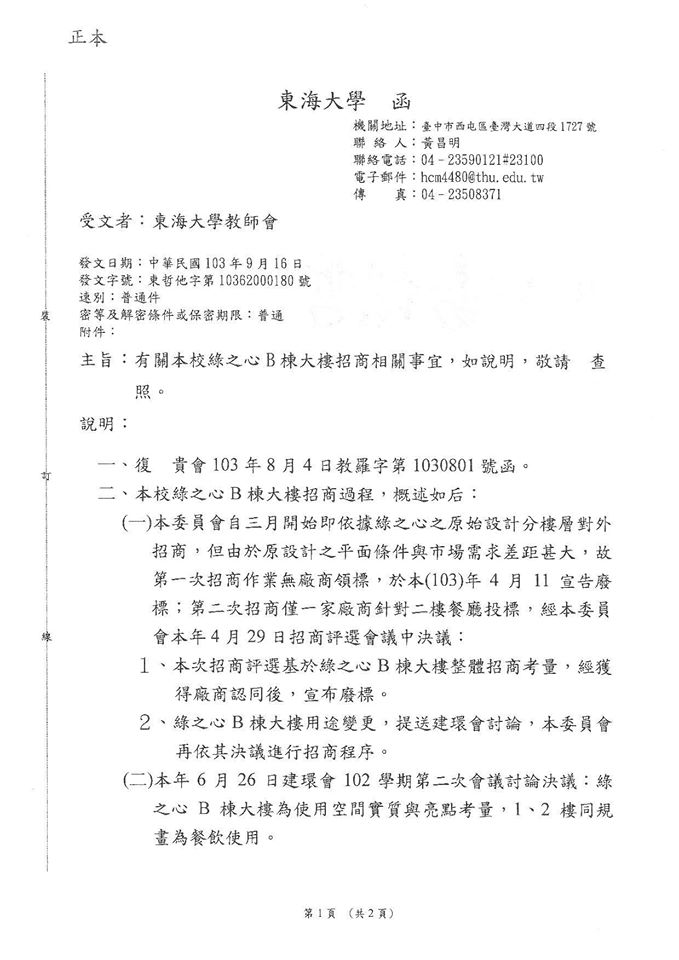 正本
東海大學 函
機關地址：臺中市西屯區臺灣大道四段1727號
聯 絡 人：黃昌明
聯絡電話：04－23590121#23100
電子郵件：hcm4480@thu.edu.tw
傳 真：04－23508371
受文者：東海大學教師會
發文日期：中華民國103年9月16日
發文字號：東哲他字第10362000180號
速別：普通件
密等及解密條件或保密期限：普通
附件：
主旨：有關本校綠之心B棟大樓招商相關事宜，如說明，敬請 查
照。
說明：
一、復 貴會103年8月4日教羅字第1030801號函。
二、本校綠之心B棟大樓招商過程，概述如后：
(一)本委員會自三月開始即依據綠之心之原始設計分樓層對外
招商，但由於原設計之平面條件與市場需求差距甚大，故
第一次招商作業無廠商領標，於本(103)年4月11宣告廢
標；第二次招商僅一家廠商針對二樓餐廳投標，經本委員
會本年4月29日招商評選會議中決議：
1、本次招商評選基於綠之心B棟大樓整體招商考量，經獲
得廠商認同後，宣布廢標。
2、綠之心B棟大樓用途變更，提送建環會討論，本委員會
再依其決議進行招商程序。
(二)本年6月26日建環會102學期第二次會議討論決議：綠
之心 B 棟大樓為使用空間實質與亮點考量，1、2 樓同規
畫為餐飲使用。
裝
訂
線
第1頁 （共2頁）